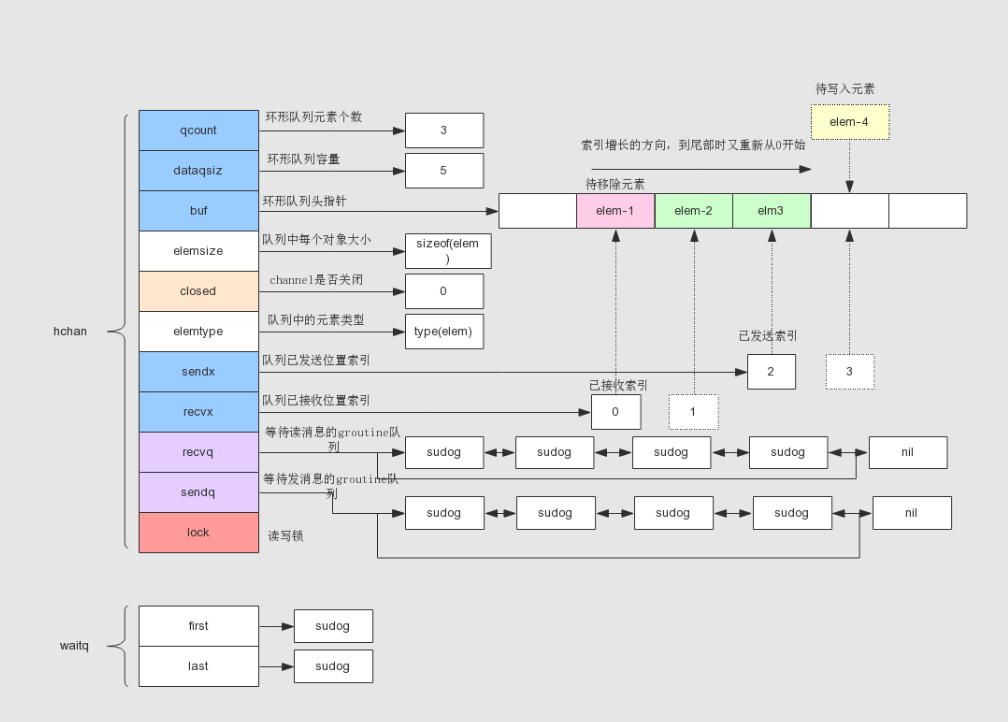 待写入元素
elem-4
索引增长的方向，到尾部时又重新从0开始
待移除元素
elem-1
elem-2
elm3
hchan
qcount
环形队列元素个数
3
dataqsiz
环形队列容量
5
buf
环形队列头指针
elemsize
队列中每个对象大小
sizeof(elem
)
closed
channel是否关闭
0
elemtype
队列中的元素类型
type(elem)
sendx
队列已发送位置索引
已发送索引
2
3
recvx
队列已接收位置索引
已接收索引
0
1
recvq
等待读消息的groutine队
列
sudog
sudog
sudog
sudog
nil
sendq
等待发消息的groutine队
列
sudog
sudog
sudog
sudog
nil
lock
读写锁
waitq
first
sudog
last
sudog